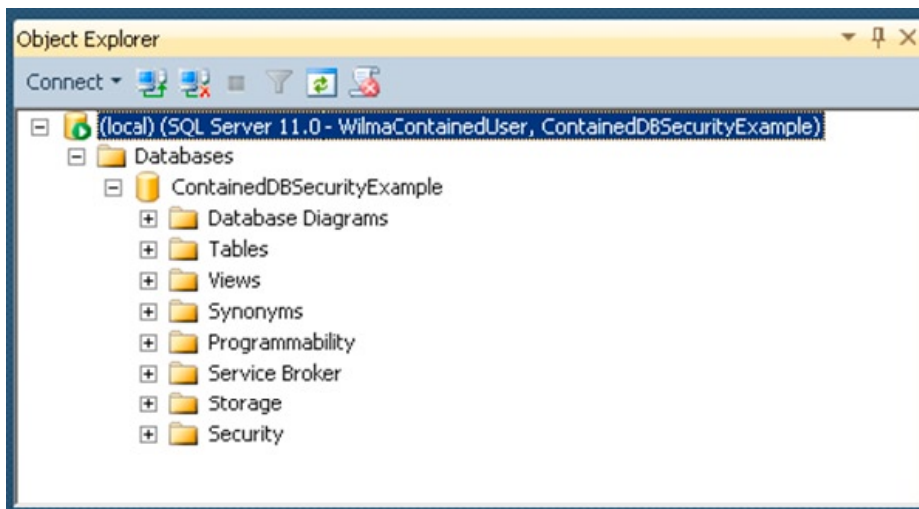 Object Explorer
Connect
(local) (SQL Server 11.0 - WilmaContainedUser, ContainedDBSecurityExample)
Databases
ContainedDBSecurityExample
Database Diagrams
Tables
Views
Synonyms
Programmability
Service Broker
Storage
Security